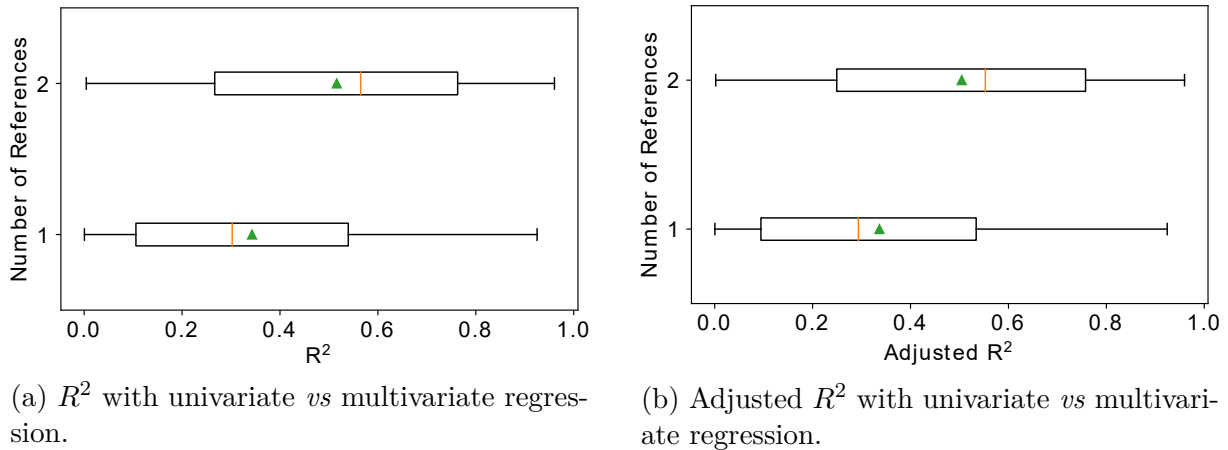 Number of References
2
1
0.0 0.2 0.4 0.6 0.8 1.0
R²
(a) R² with univariate vs multivariate regres-
sion.
Number of References
2
1
0.0 0.2 0.4 0.6 0.8 1.0
Adjusted R²
(b) Adjusted R² with univariate vs multivari-
ate regression.